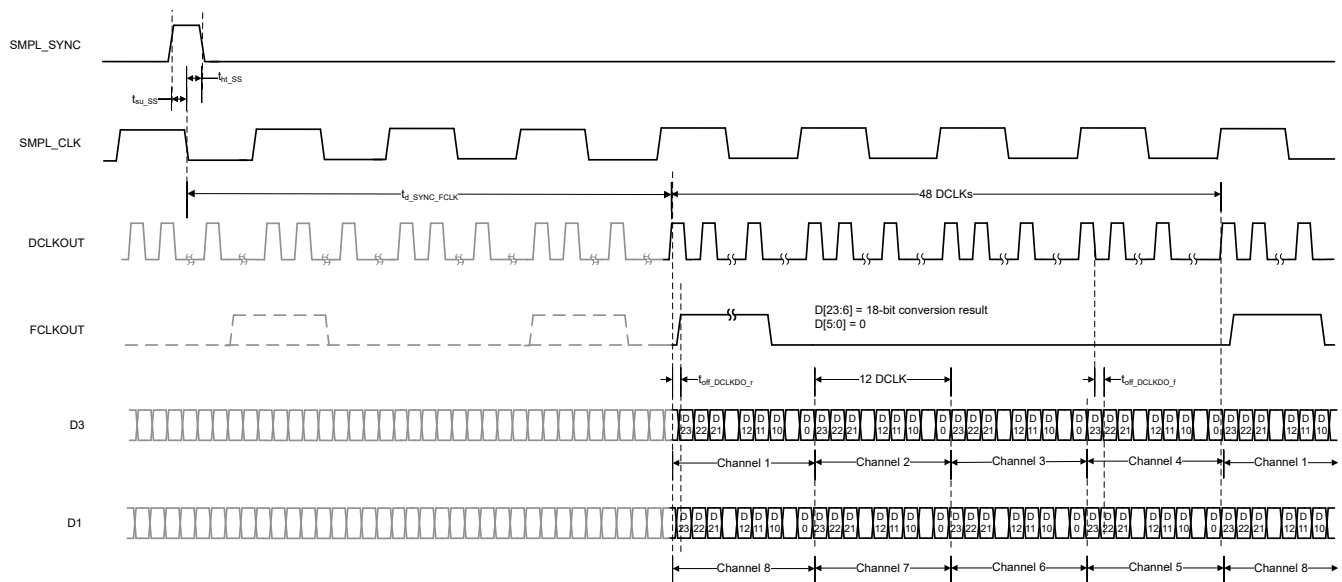 SMPL_SYNC
tht_SS
tsu_SS
SMPL_CLK
td_SYNC_FCLK
48 DCLKs
DCLKOUT
FCLKOUT
D[23:6] = 18-bit conversion result
D[5:0] = 0
toff_DCLKDO_r
12 DCLK
toff_DCLKDO_f
D3
D D D D D D D D D D D D D D D D D D D D D D D D D D D D D D D D D D
23 22 21 12 11 10 0 23 22 21 12 11 10 0 23 22 21 12 11 10 0 23 22 21 12 11 10 0 23 22 21 12 11 10
Channel 1 Channel 2 Channel 3 Channel 4 Channel 1
D1
D D D D D D D D D D D D D D D D D D D D D D D D D D D D D D D D D D
23 22 21 12 11 10 0 23 22 21 12 11 10 0 23 22 21 12 11 10 0 23 22 21 12 11 10 0 23 22 21 12 11 10
Channel 8 Channel 7 Channel 6 Channel 5 Channel 8